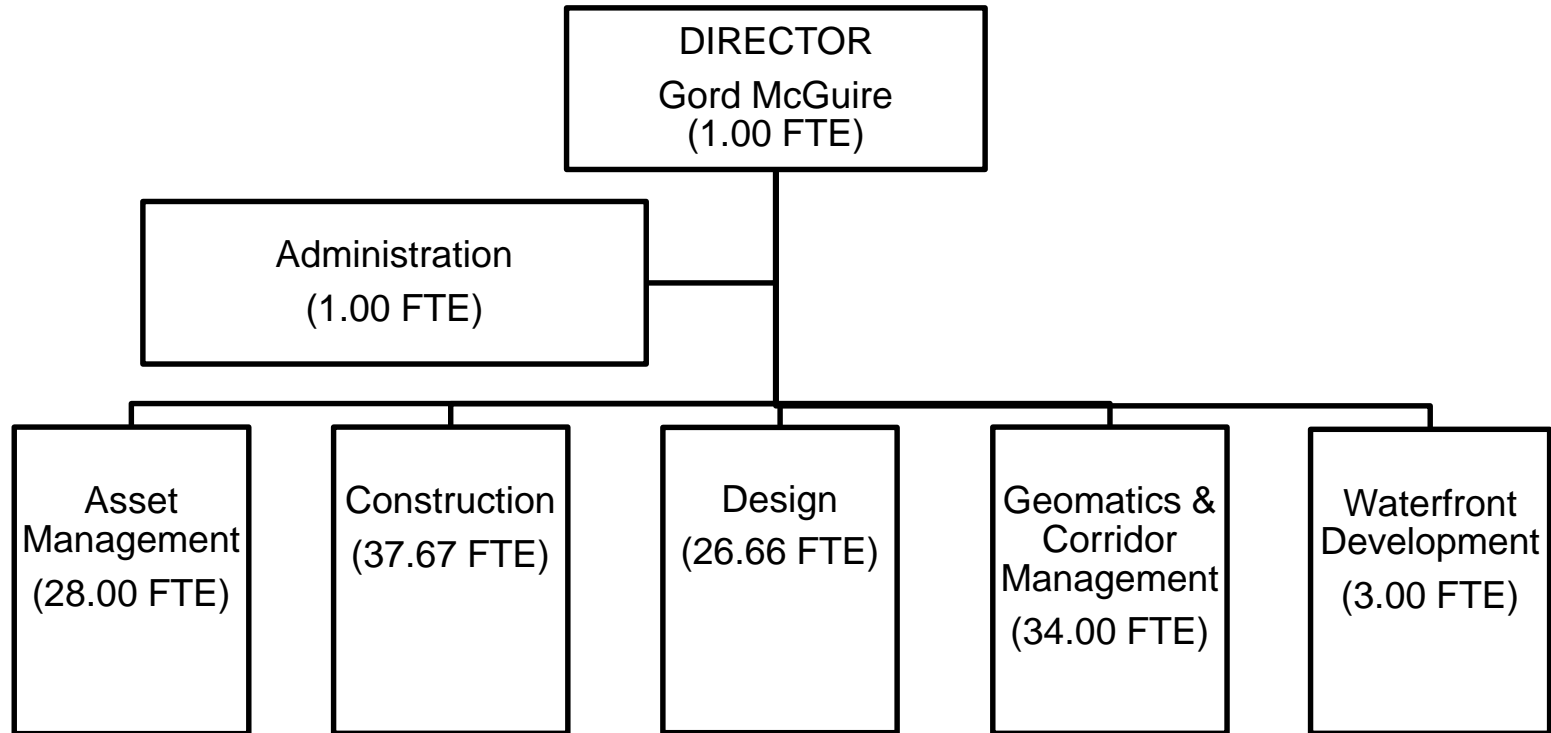 DIRECTOR
Gord McGuire
(1.00 FTE)
Administration
(1.00 FTE)
Asset
Management
(28.00 FTE)
Construction
(37.67 FTE)
Design
(26.66 FTE)
Geomatics &
Corridor
Management
(34.00 FTE)
Waterfront
Development
(3.00 FTE)